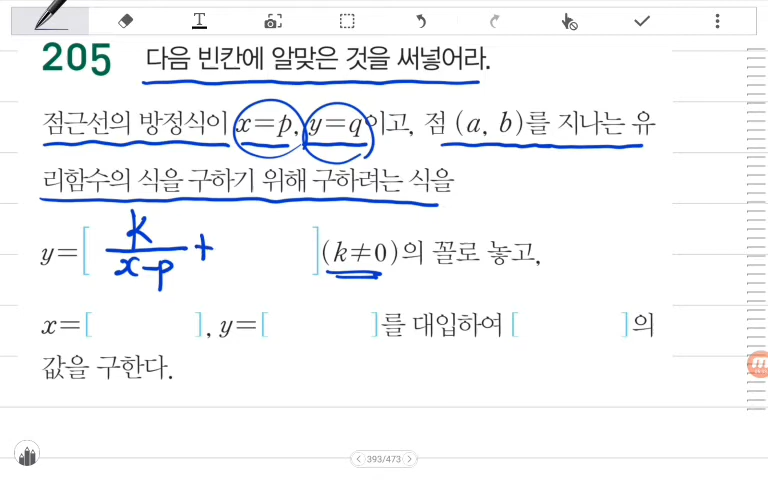 205 다음 빈칸에 알맞은 것을 써넣어라.
점근선의 방정식이 x=p, y=q이고, 점 (a, b)를 지나는 유
리함수의 식을 구하기 위해 구하려는 식을
y=[ k/(x-p) + ](k≠0)의 꼴로 놓고,
x=[ ], y=[ ]를 대입하여 [ ]의
값을 구한다.
393/473